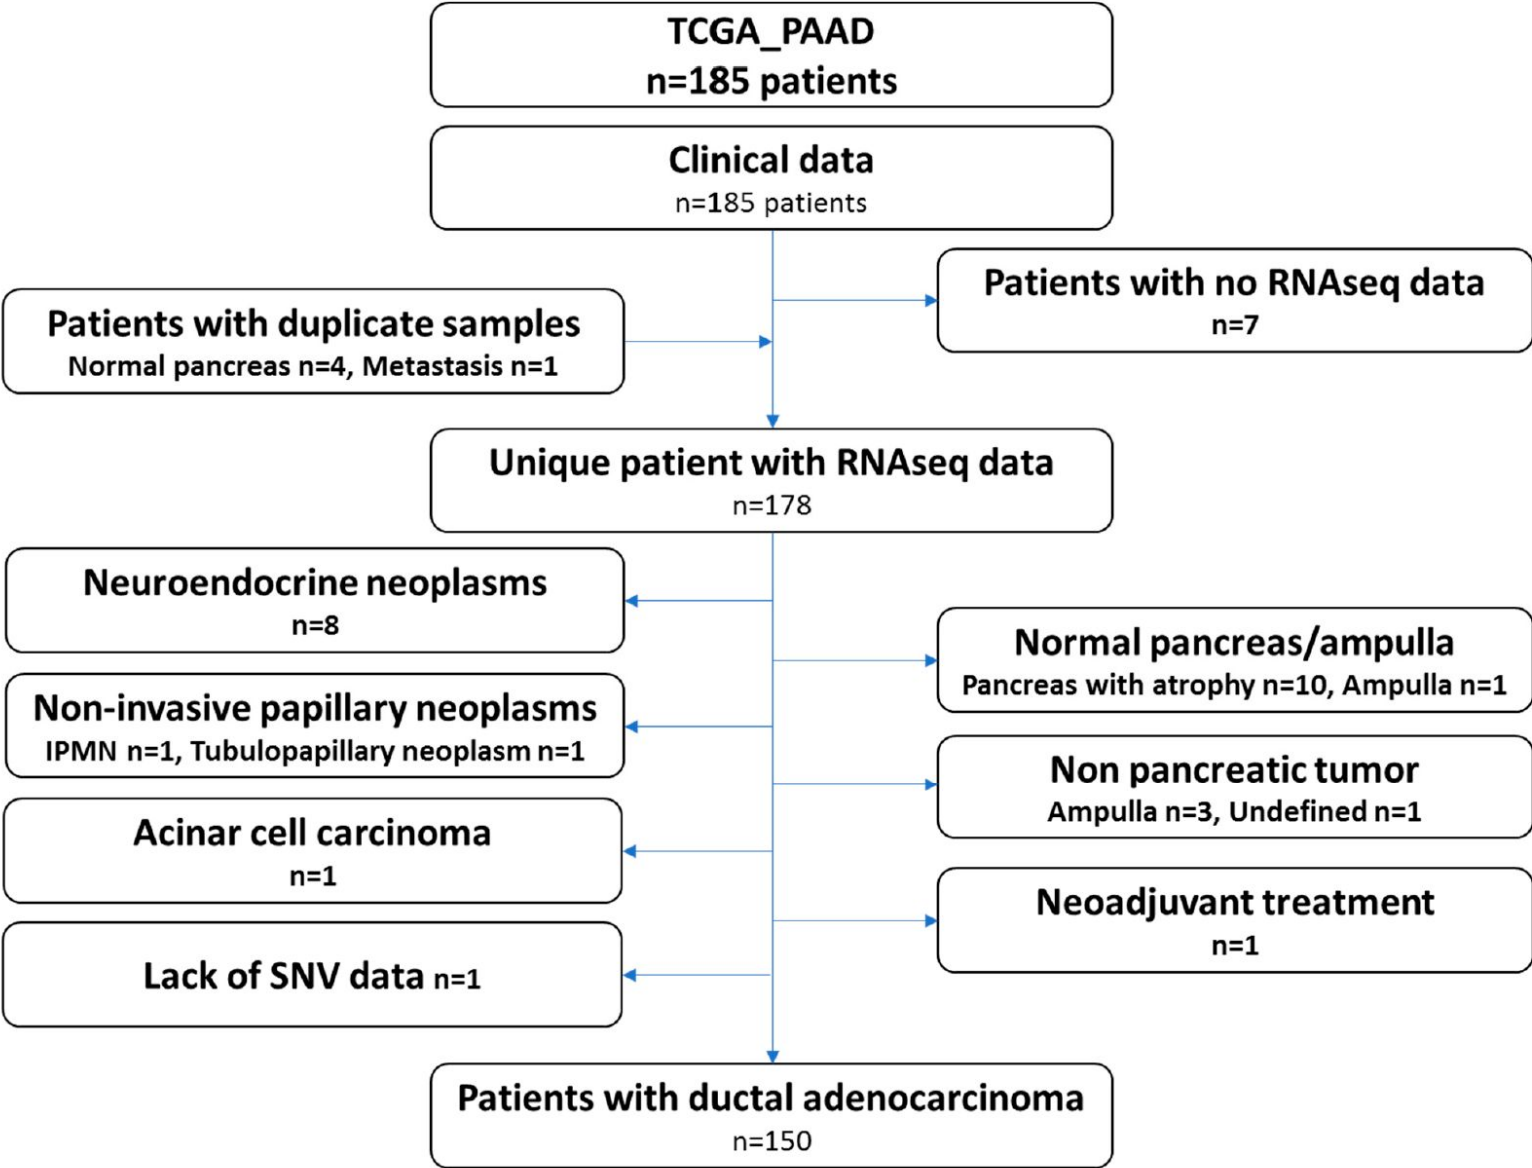 TCGA_PAAD
n=185 patients
Clinical data
n=185 patients
Patients with no RNAseq data
n=7
Patients with duplicate samples
Normal pancreas n=4, Metastasis n=1
Unique patient with RNAseq data
n=178
Neuroendocrine neoplasms
n=8
Normal pancreas/ampulla
Pancreas with atrophy n=10, Ampulla n=1
Non-invasive papillary neoplasms
IPMN n=1, Tubulopapillary neoplasm n=1
Non pancreatic tumor
Ampulla n=3, Undefined n=1
Acinar cell carcinoma
n=1
Neoadjuvant treatment
n=1
Lack of SNV data n=1
Patients with ductal adenocarcinoma
n=150